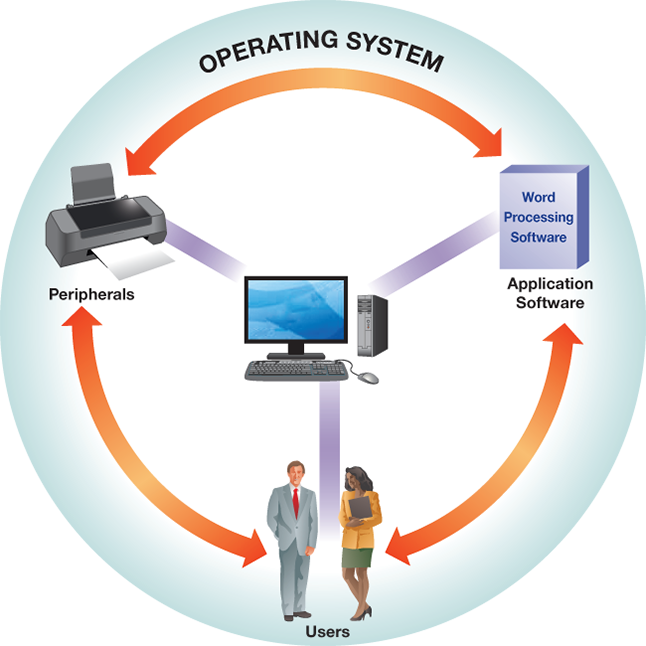 OPERATING SYSTEM
Word
Processing
Software
Peripherals
Application
Software
Users